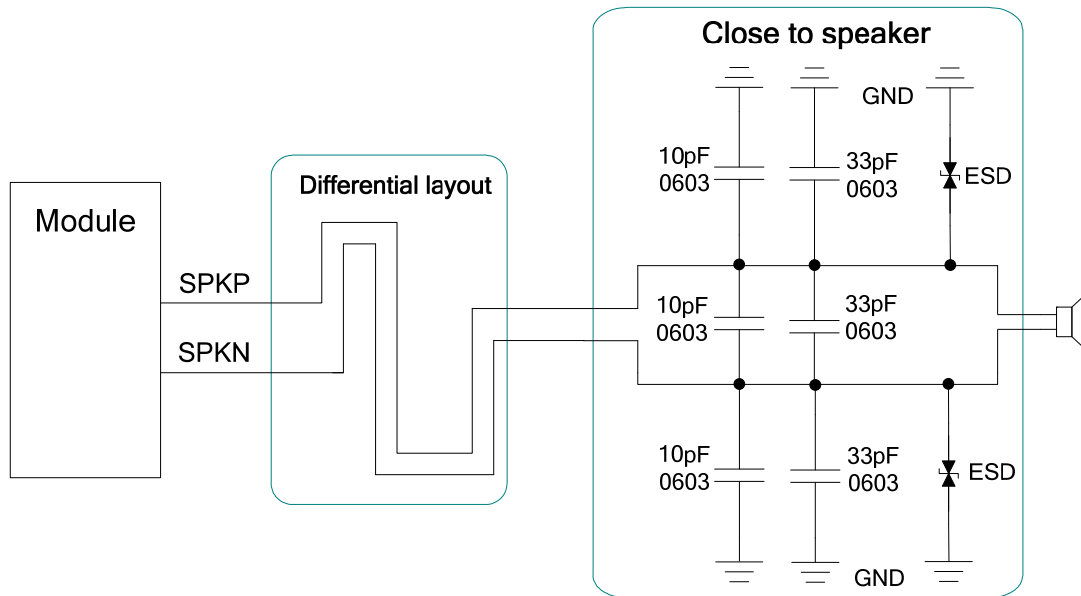 Close to speaker
GND
10pF
0603
33pF
0603
ESD
Differential layout
Module
SPKP
10pF
0603
33pF
0603
SPKN
10pF
0603
33pF
0603
ESD
GND